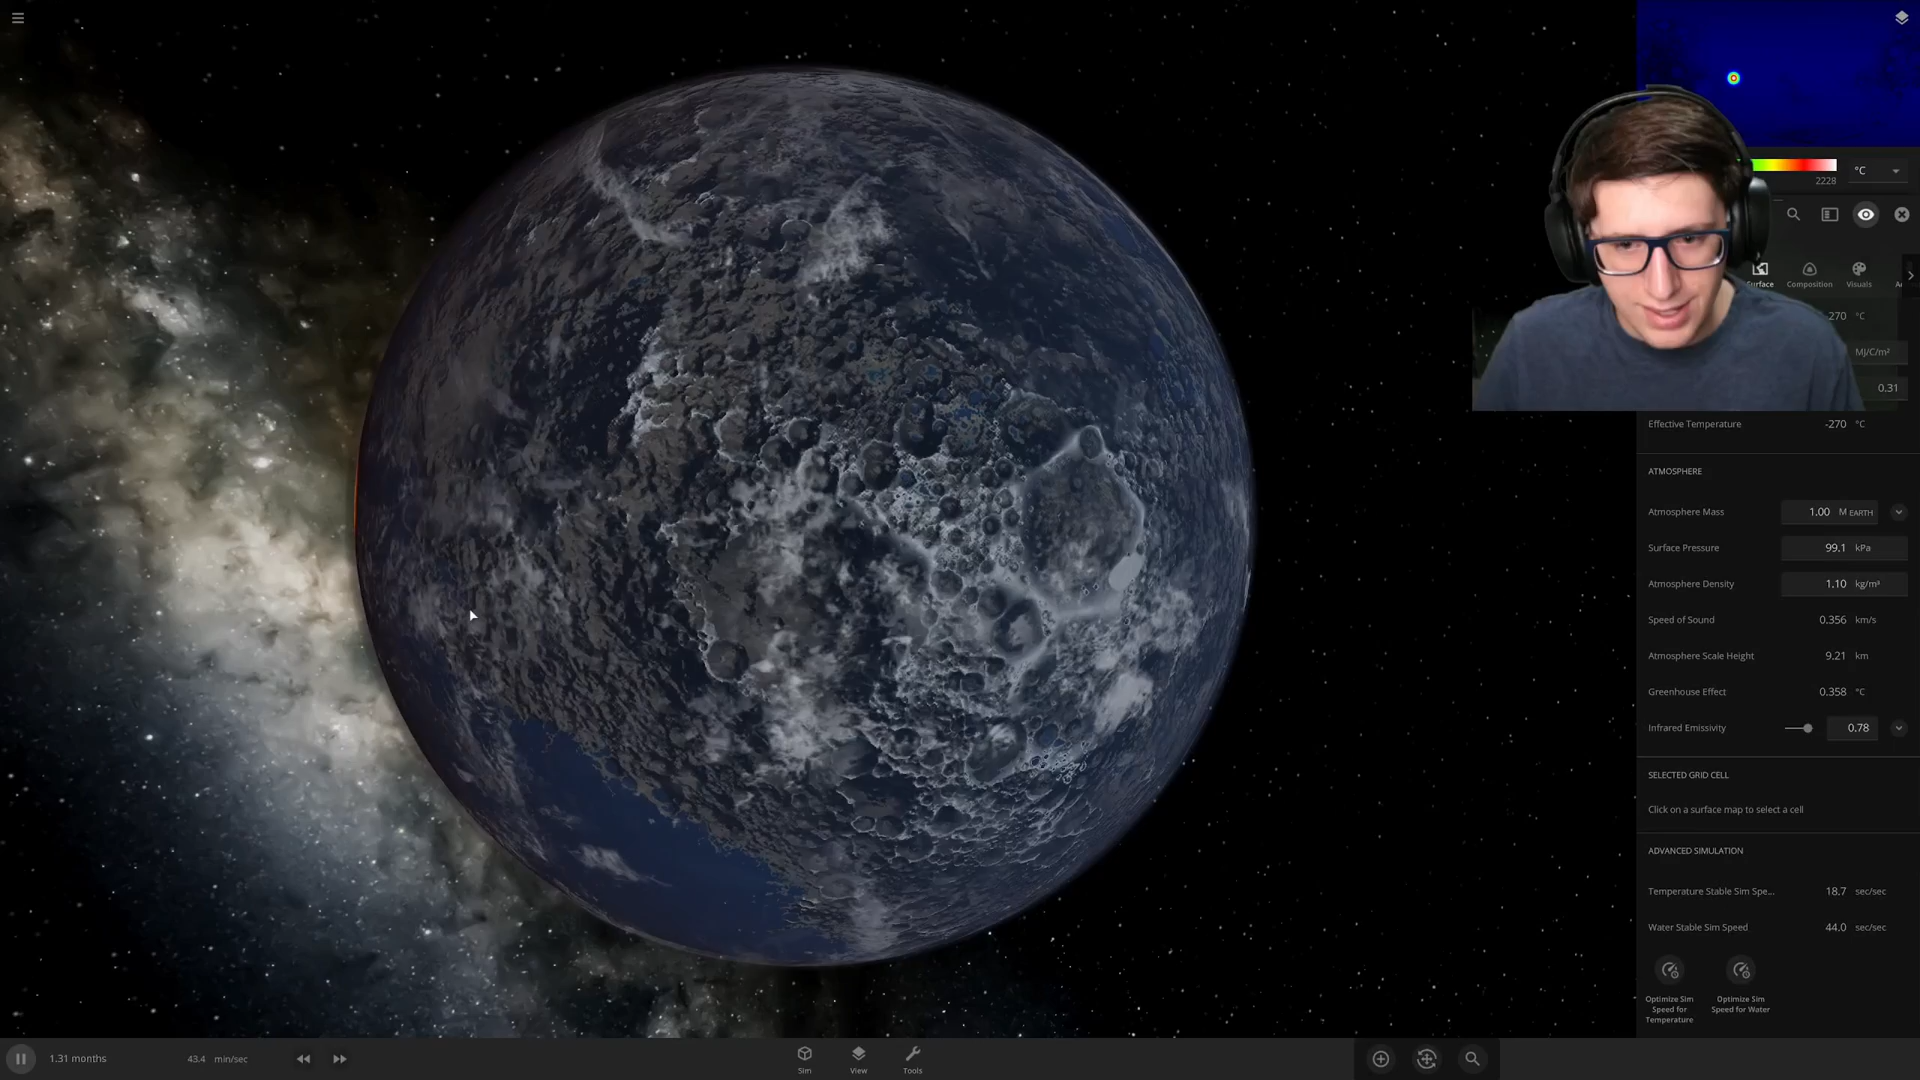 2228
°C
Surface
Composition
Visuals
-270 °C
MJ/C/m²
0.31
Effective Temperature -270 °C
ATMOSPHERE
Atmosphere Mass 1.00 M EARTH
Surface Pressure 99.1 kPa
Atmosphere Density 1.10 kg/m³
Speed of Sound 0.356 km/s
Atmosphere Scale Height 9.21 km
Greenhouse Effect 0.358 °C
Infrared Emissivity 0.78
SELECTED GRID CELL
Click on a surface map to select a cell
ADVANCED SIMULATION
Temperature Stable Sim Spe... 18.7 sec/sec
Water Stable Sim Speed 44.0 sec/sec
Optimize Sim Optimize Sim
Speed for Speed for Water
Temperature
1.31 months 43.4 min/sec
Sim View Tools